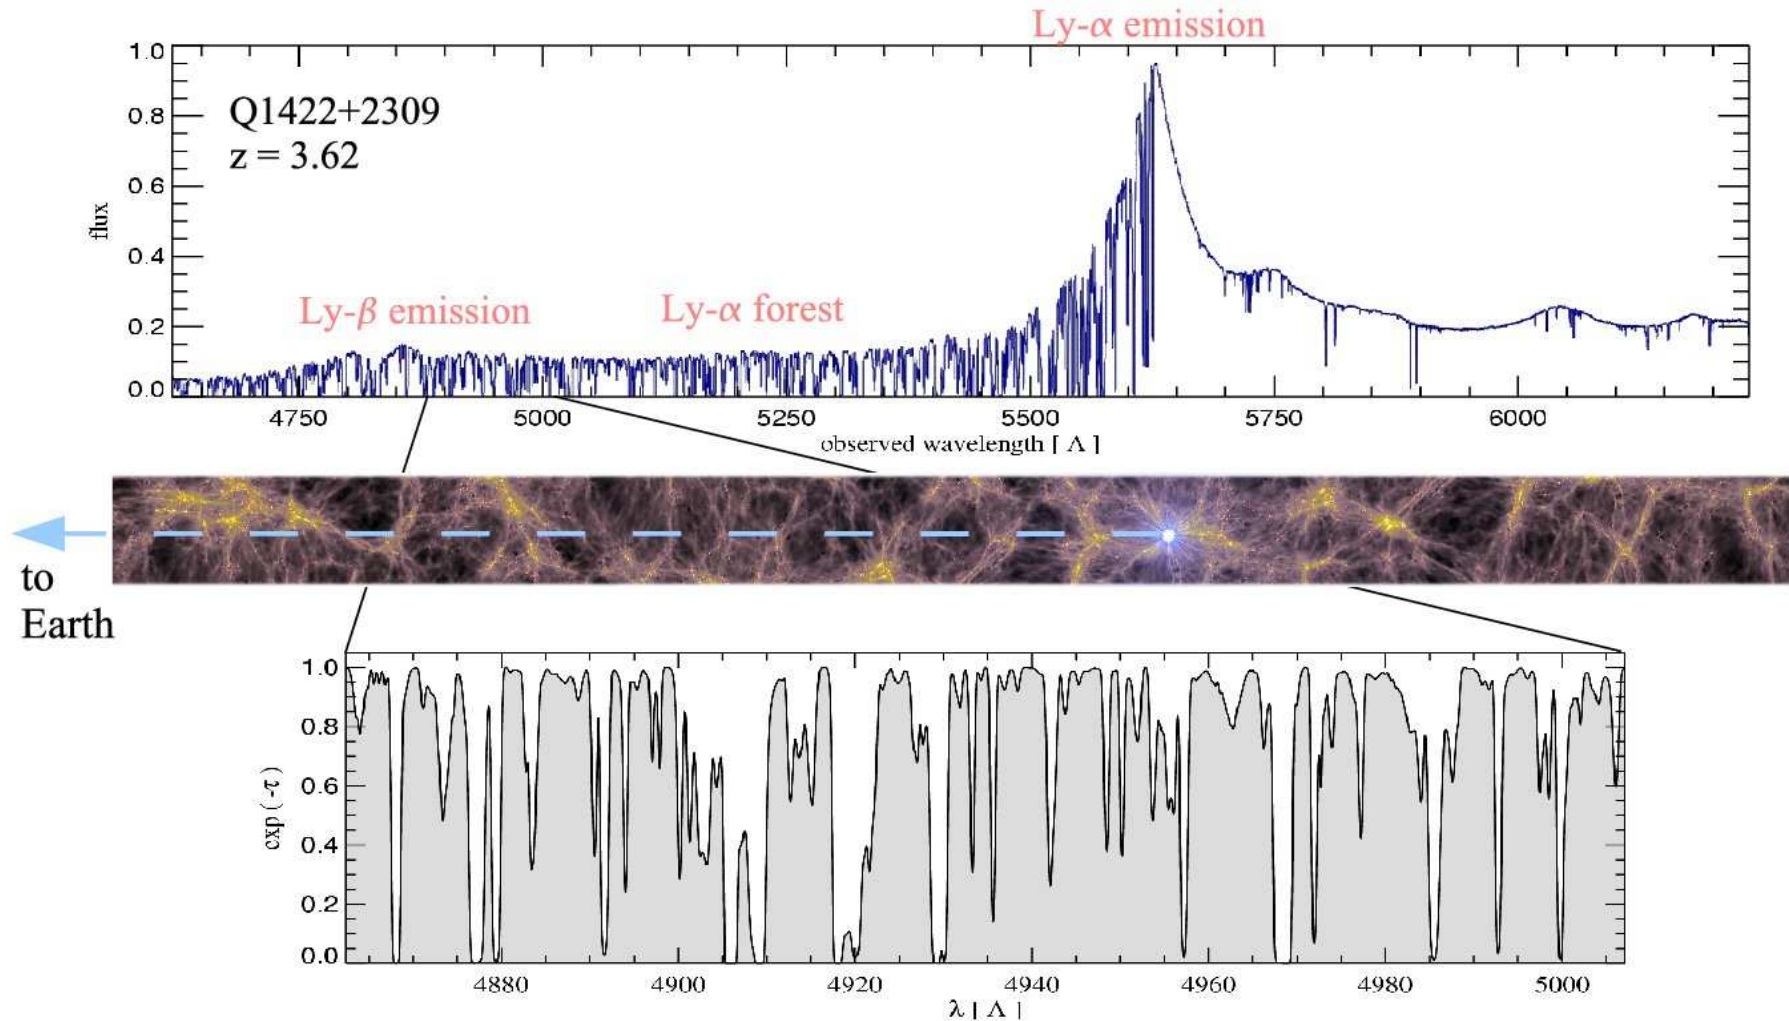 Ly-α emission
Q1422+2309
z = 3.62
Ly-β emission
Ly-α forest
flux
1.0
0.8
0.6
0.4
0.2
0.0
4750 5000 5250 5500 5750 6000
observed wavelength [ Λ ]
to
Earth
exp ( -τ )
1.0
0.8
0.6
0.4
0.2
0.0
4880 4900 4920 4940 4960 4980 5000
λ [ Λ ]